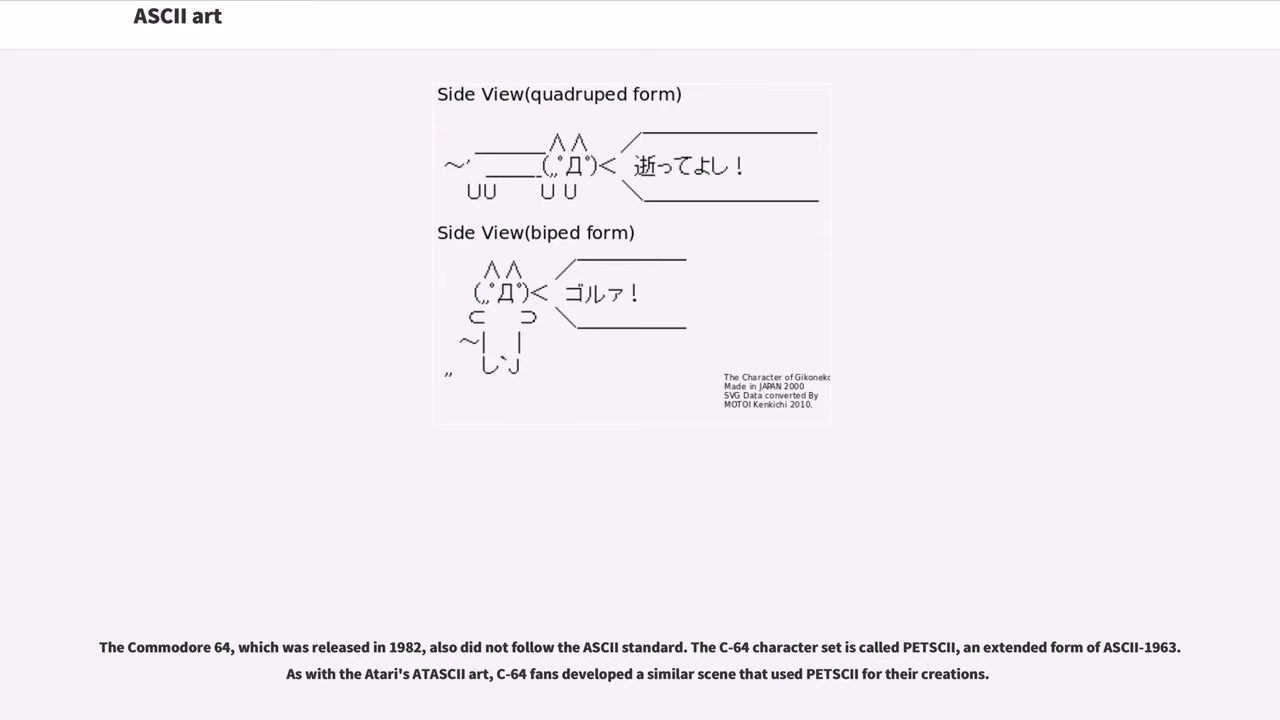 ASCII art
Side View(quadruped form)
∧∧
～′￣￣(,,ﾟДﾟ)＜ 逝ってよし！
UU U U
Side View(biped form)
∧∧
(,,ﾟДﾟ)＜ ゴルァ！
⊂ ⊃
～| |
,, し`J
The Character of Gikoneko
Made in JAPAN 2000
SVG Data converted By
MOTOI Kenkichi 2010.
The Commodore 64, which was released in 1982, also did not follow the ASCII standard. The C-64 character set is called PETSCII, an extended form of ASCII-1963.
As with the Atari's ATASCII art, C-64 fans developed a similar scene that used PETSCII for their creations.